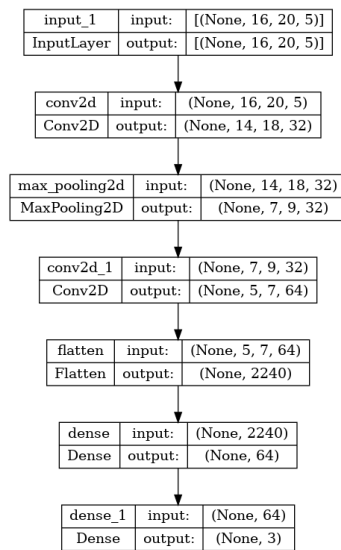 input_1 input: [(None, 16, 20, 5)]
InputLayer output: [(None, 16, 20, 5)]
conv2d input: (None, 16, 20, 5)
Conv2D output: (None, 14, 18, 32)
max_pooling2d input: (None, 14, 18, 32)
MaxPooling2D output: (None, 7, 9, 32)
conv2d_1 input: (None, 7, 9, 32)
Conv2D output: (None, 5, 7, 64)
flatten input: (None, 5, 7, 64)
Flatten output: (None, 2240)
dense input: (None, 2240)
Dense output: (None, 64)
dense_1 input: (None, 64)
Dense output: (None, 3)